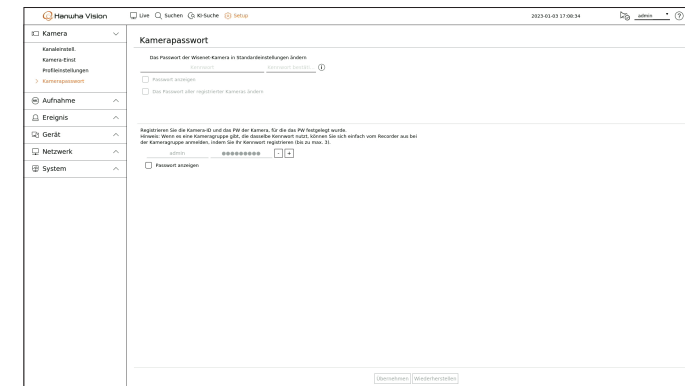 Hanwha Vision
Live Suchen KI-Suche Setup
2023-01-03 17:08:34
admin
Kamera
Kanaleinstell.
Kamera-Einst
Profileinstellungen
> Kamerapasswort
Aufnahme
Ereignis
Gerät
Netzwerk
System
Kamerapasswort
Das Passwort der Wisenet-Kamera in Standardeinstellungen ändern
Kennwort Kennwort bestäti
Passwort anzeigen
Das Passwort aller registrierter Kameras ändern
Registrieren Sie die Kamera-ID und das PW der Kamera, für die das PW festgelegt wurde.
Hinweis: Wenn es eine Kameragruppe gibt, die dasselbe Kennwort nutzt, können Sie sich einfach vom Recorder aus bei
der Kameragruppe anmelden, indem Sie Ihr Kennwort registrieren (bis zu max. 3).
admin ●●●●●●●●● - +
Passwort anzeigen
Übernehmen Wiederherstellen